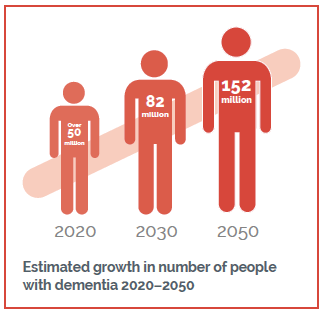 Over
50
million
82
million
152
million
2020 2030 2050
Estimated growth in number of people
with dementia 2020–2050